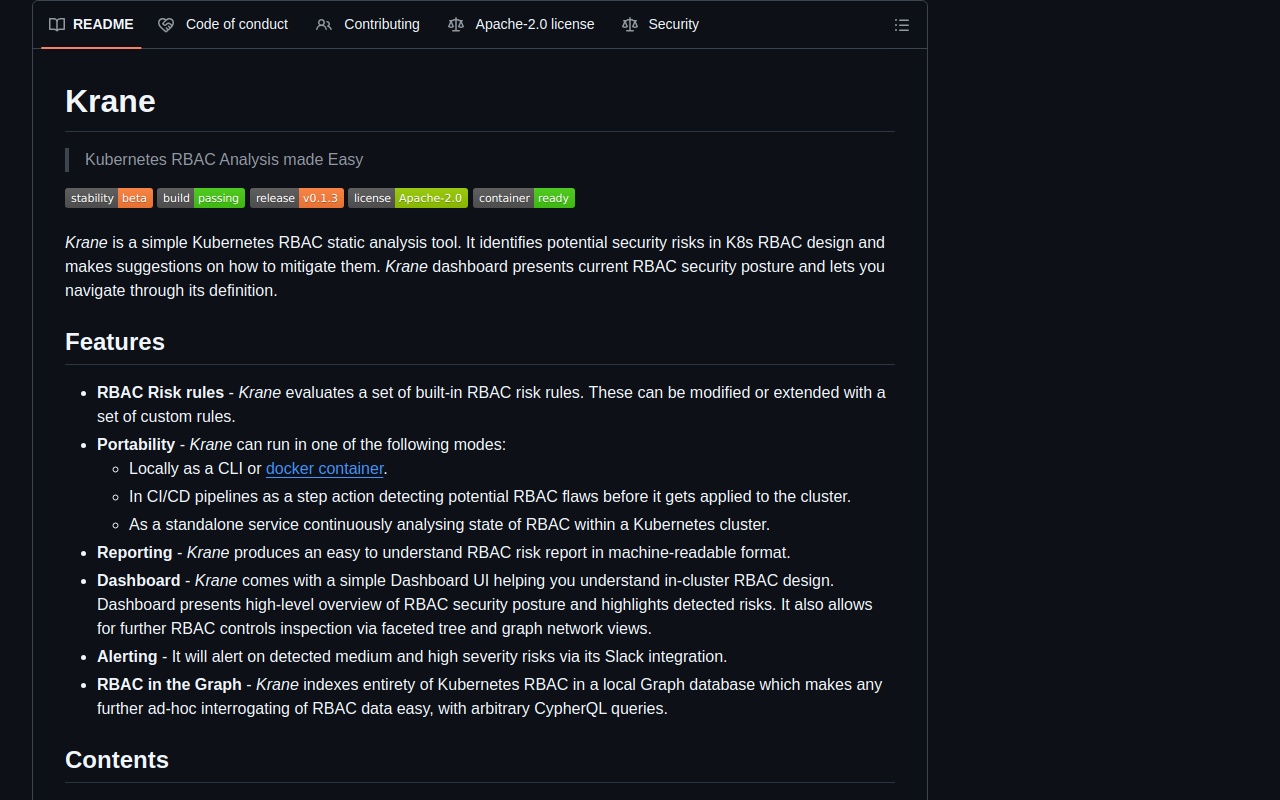 README Code of conduct Contributing Apache-2.0 license Security
Krane
Kubernetes RBAC Analysis made Easy
stability beta build passing release v0.1.3 license Apache-2.0 container ready
Krane is a simple Kubernetes RBAC static analysis tool. It identifies potential security risks in K8s RBAC design and
makes suggestions on how to mitigate them. Krane dashboard presents current RBAC security posture and lets you
navigate through its definition.
Features
RBAC Risk rules - Krane evaluates a set of built-in RBAC risk rules. These can be modified or extended with a
set of custom rules.
Portability - Krane can run in one of the following modes:
Locally as a CLI or docker container.
In CI/CD pipelines as a step action detecting potential RBAC flaws before it gets applied to the cluster.
As a standalone service continuously analysing state of RBAC within a Kubernetes cluster.
Reporting - Krane produces an easy to understand RBAC risk report in machine-readable format.
Dashboard - Krane comes with a simple Dashboard UI helping you understand in-cluster RBAC design.
Dashboard presents high-level overview of RBAC security posture and highlights detected risks. It also allows
for further RBAC controls inspection via faceted tree and graph network views.
Alerting - It will alert on detected medium and high severity risks via its Slack integration.
RBAC in the Graph - Krane indexes entirety of Kubernetes RBAC in a local Graph database which makes any
further ad-hoc interrogating of RBAC data easy, with arbitrary CypherQL queries.
Contents